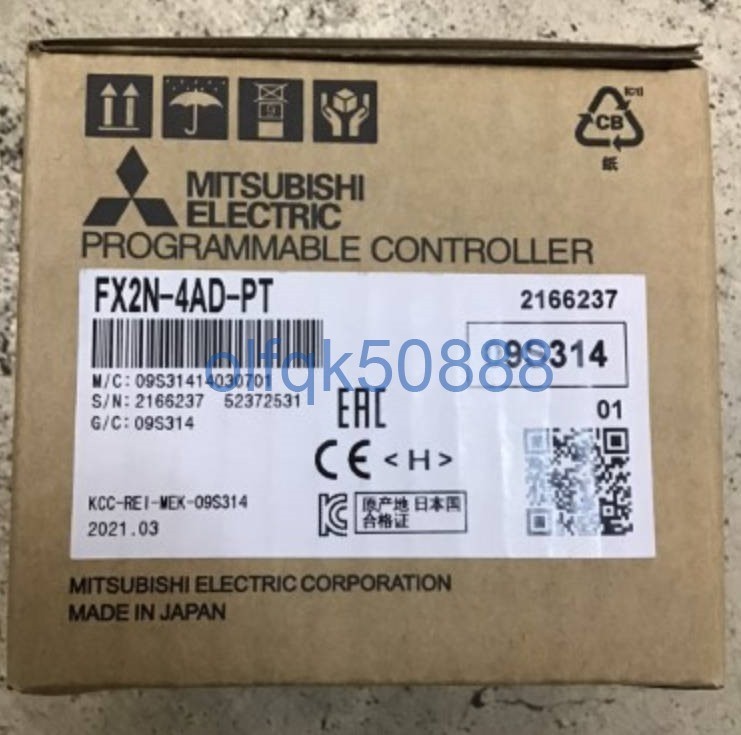 CB
紙
MITSUBISHI
ELECTRIC
PROGRAMMABLE CONTROLLER
FX2N-4AD-PT
2166237
09S314
olfqk50888
M/C: 09S31414030701
S/N: 2166237 52372531
G/C: 09S314
EAC
01
CE <H>
KCC-REI-MEK-09S314
2021.03
原产地 日本国
合格证
MITSUBISHI ELECTRIC CORPORATION
MADE IN JAPAN